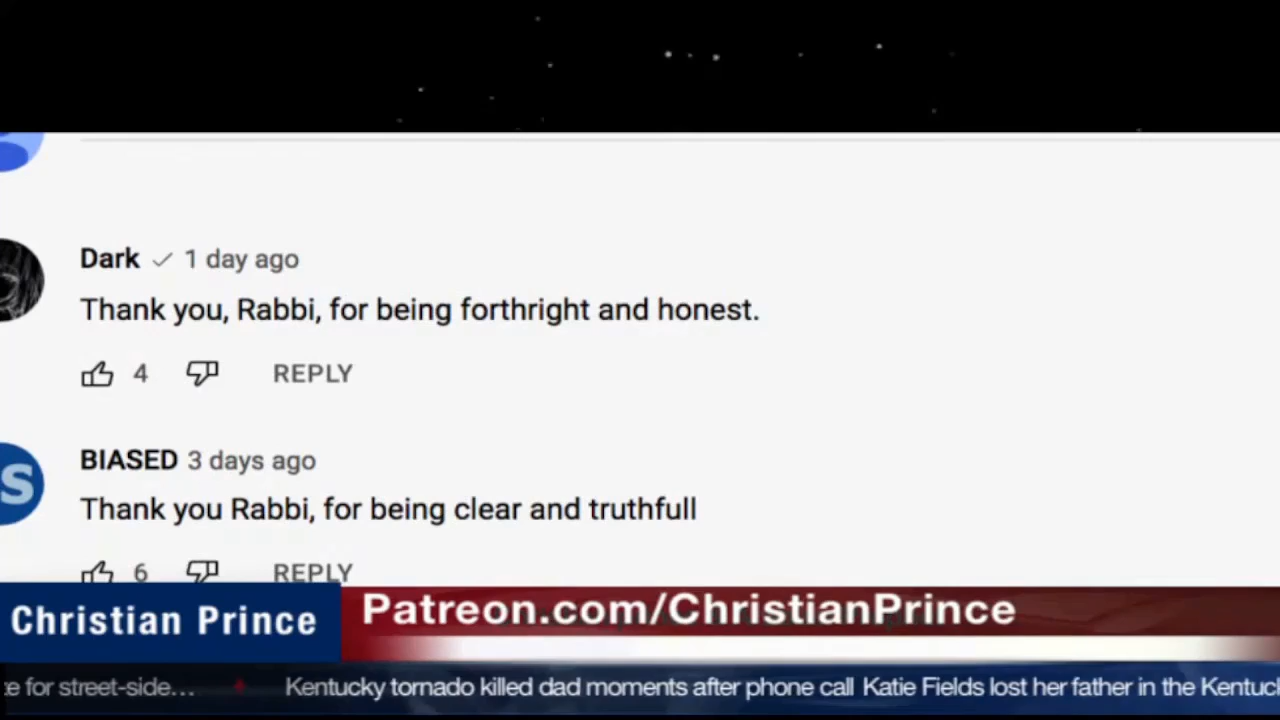 Dark ✓ 1 day ago
Thank you, Rabbi, for being forthright and honest.
4 REPLY
BIASED 3 days ago
Thank you Rabbi, for being clear and truthfull
6 REPLY
Christian Prince
Patreon.com/ChristianPrince
for street-side... Kentucky tornado killed dad moments after phone call Katie Fields lost her father in the